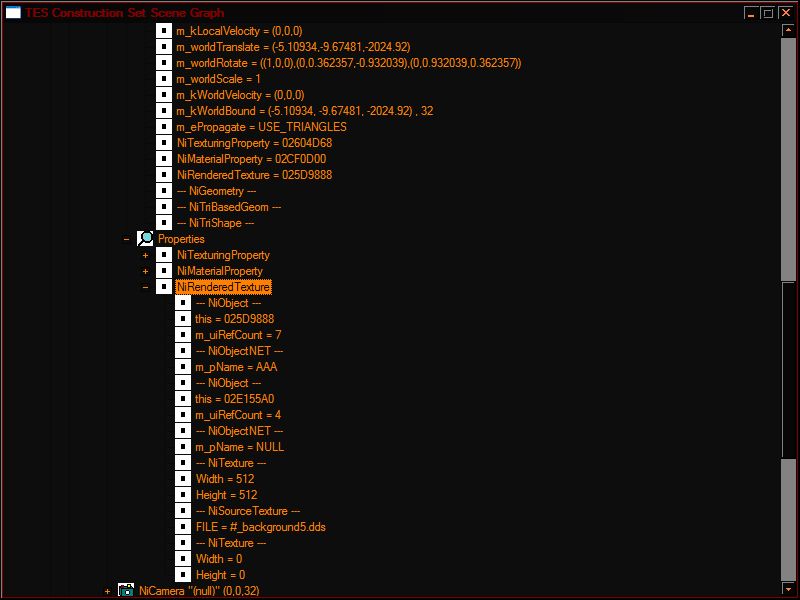 TES Construction Set Scene Graph
m_kLocalVelocity = (0,0,0)
m_worldTranslate = (-5.10934,-9.67481,-2024.92)
m_worldRotate = ((1,0,0),(0,0.362357,-0.932039),(0,0.932039,0.362357))
m_worldScale = 1
m_kWorldVelocity = (0,0,0)
m_kWorldBound = (-5.10934, -9.67481, -2024.92) , 32
m_ePropagate = USE_TRIANGLES
NiTexturingProperty = 02604D68
NiMaterialProperty = 02CF0D00
NiRenderedTexture = 025D9888
--- NiGeometry ---
--- NiTriBasedGeom ---
--- NiTriShape ---
Properties
NiTexturingProperty
NiMaterialProperty
NiRenderedTexture
--- NiObject ---
this = 025D9888
m_uiRefCount = 7
--- NiObjectNET ---
m_pName = AAA
--- NiObject ---
this = 02E155A0
m_uiRefCount = 4
--- NiObjectNET ---
m_pName = NULL
--- NiTexture ---
Width = 512
Height = 512
--- NiSourceTexture ---
FILE = #_background5.dds
--- NiTexture ---
Width = 0
Height = 0
NiCamera "(null)" (0,0,32)